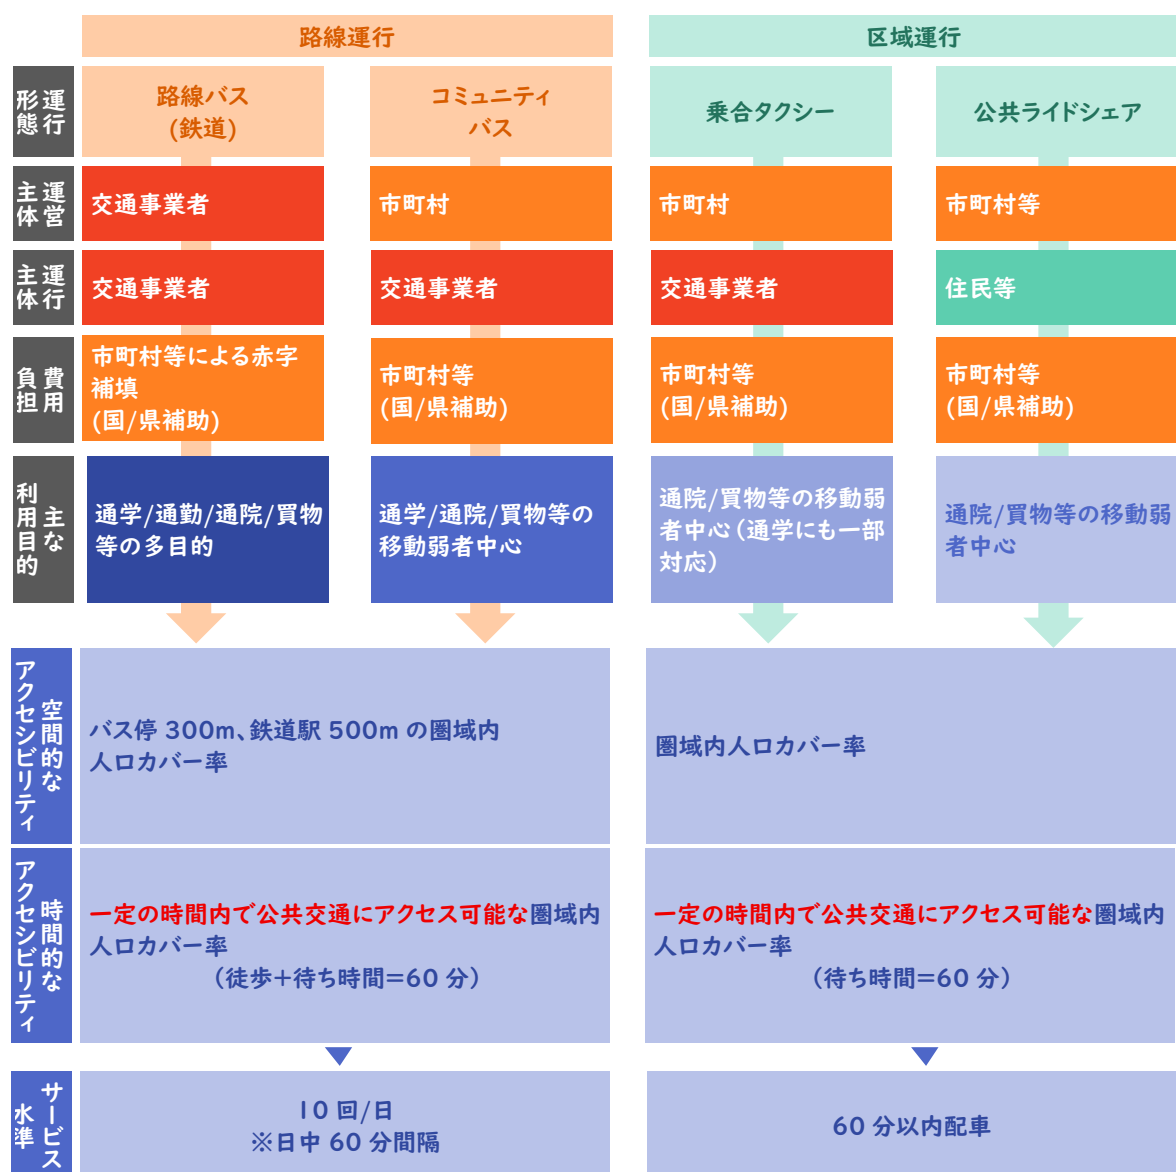 路線運行
区域運行
運行
形態
路線バス
(鉄道)
コミュニティ
バス
乗合タクシー
公共ライドシェア
運営
主体
交通事業者
市町村
市町村
市町村等
運行
主体
交通事業者
交通事業者
交通事業者
住民等
費用
負担
市町村等による赤字
補填
(国/県補助)
市町村等
(国/県補助)
市町村等
(国/県補助)
市町村等
(国/県補助)
主な
利用目的
通学/通勤/通院/買物
等の多目的
通学/通院/買物等の
移動弱者中心
通院/買物等の移動弱
者中心(通学にも一部
対応)
通院/買物等の移動弱
者中心
空間的な
アクセシビリティ
バス停 300m、鉄道駅 500m の圏域内
人口カバー率
圏域内人口カバー率
時間的な
アクセシビリティ
一定の時間内で公共交通にアクセス可能な圏域内
人口カバー率
(徒歩+待ち時間=60 分)
一定の時間内で公共交通にアクセス可能な圏域内
人口カバー率
(待ち時間=60 分)
サービス
水準
10 回/日
※日中 60 分間隔
60 分以内配車